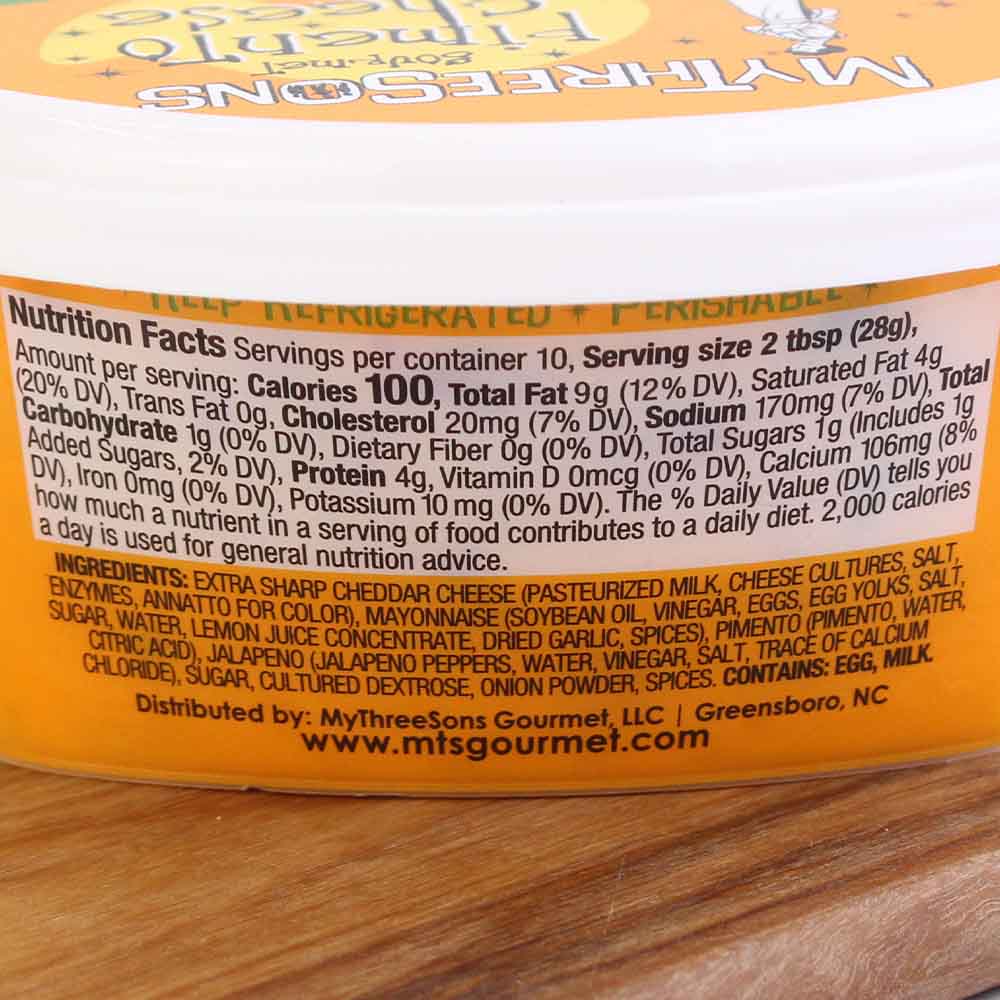 MYTHREESONS
gourmet
Pimento
cheese
KEEP REFRIGERATED * PERISHABLE *
Nutrition Facts Servings per container 10, Serving size 2 tbsp (28g),
Amount per serving: Calories 100, Total Fat 9g (12% DV), Saturated Fat 4g
(20% DV), Trans Fat 0g, Cholesterol 20mg (7% DV), Sodium 170mg (7% DV), Total
Carbohydrate 1g (0% DV), Dietary Fiber 0g (0% DV), Total Sugars 1g (Includes 1g
Added Sugars, 2% DV), Protein 4g, Vitamin D 0mcg (0% DV), Calcium 106mg (8%
DV), Iron 0mg (0% DV), Potassium 10 mg (0% DV). The % Daily Value (DV) tells you
how much a nutrient in a serving of food contributes to a daily diet. 2,000 calories
a day is used for general nutrition advice.
INGREDIENTS: EXTRA SHARP CHEDDAR CHEESE (PASTEURIZED MILK, CHEESE CULTURES, SALT,
ENZYMES, ANNATTO FOR COLOR), MAYONNAISE (SOYBEAN OIL, VINEGAR, EGGS, EGG YOLKS, SALT,
SUGAR, WATER, LEMON JUICE CONCENTRATE, DRIED GARLIC, SPICES), PIMENTO (PIMENTO, WATER,
CITRIC ACID), JALAPENO (JALAPENO PEPPERS, WATER, VINEGAR, SALT, TRACE OF CALCIUM
CHLORIDE), SUGAR, CULTURED DEXTROSE, ONION POWDER, SPICES. CONTAINS: EGG, MILK.
Distributed by: MyThreeSons Gourmet, LLC | Greensboro, NC
www.mtsgourmet.com